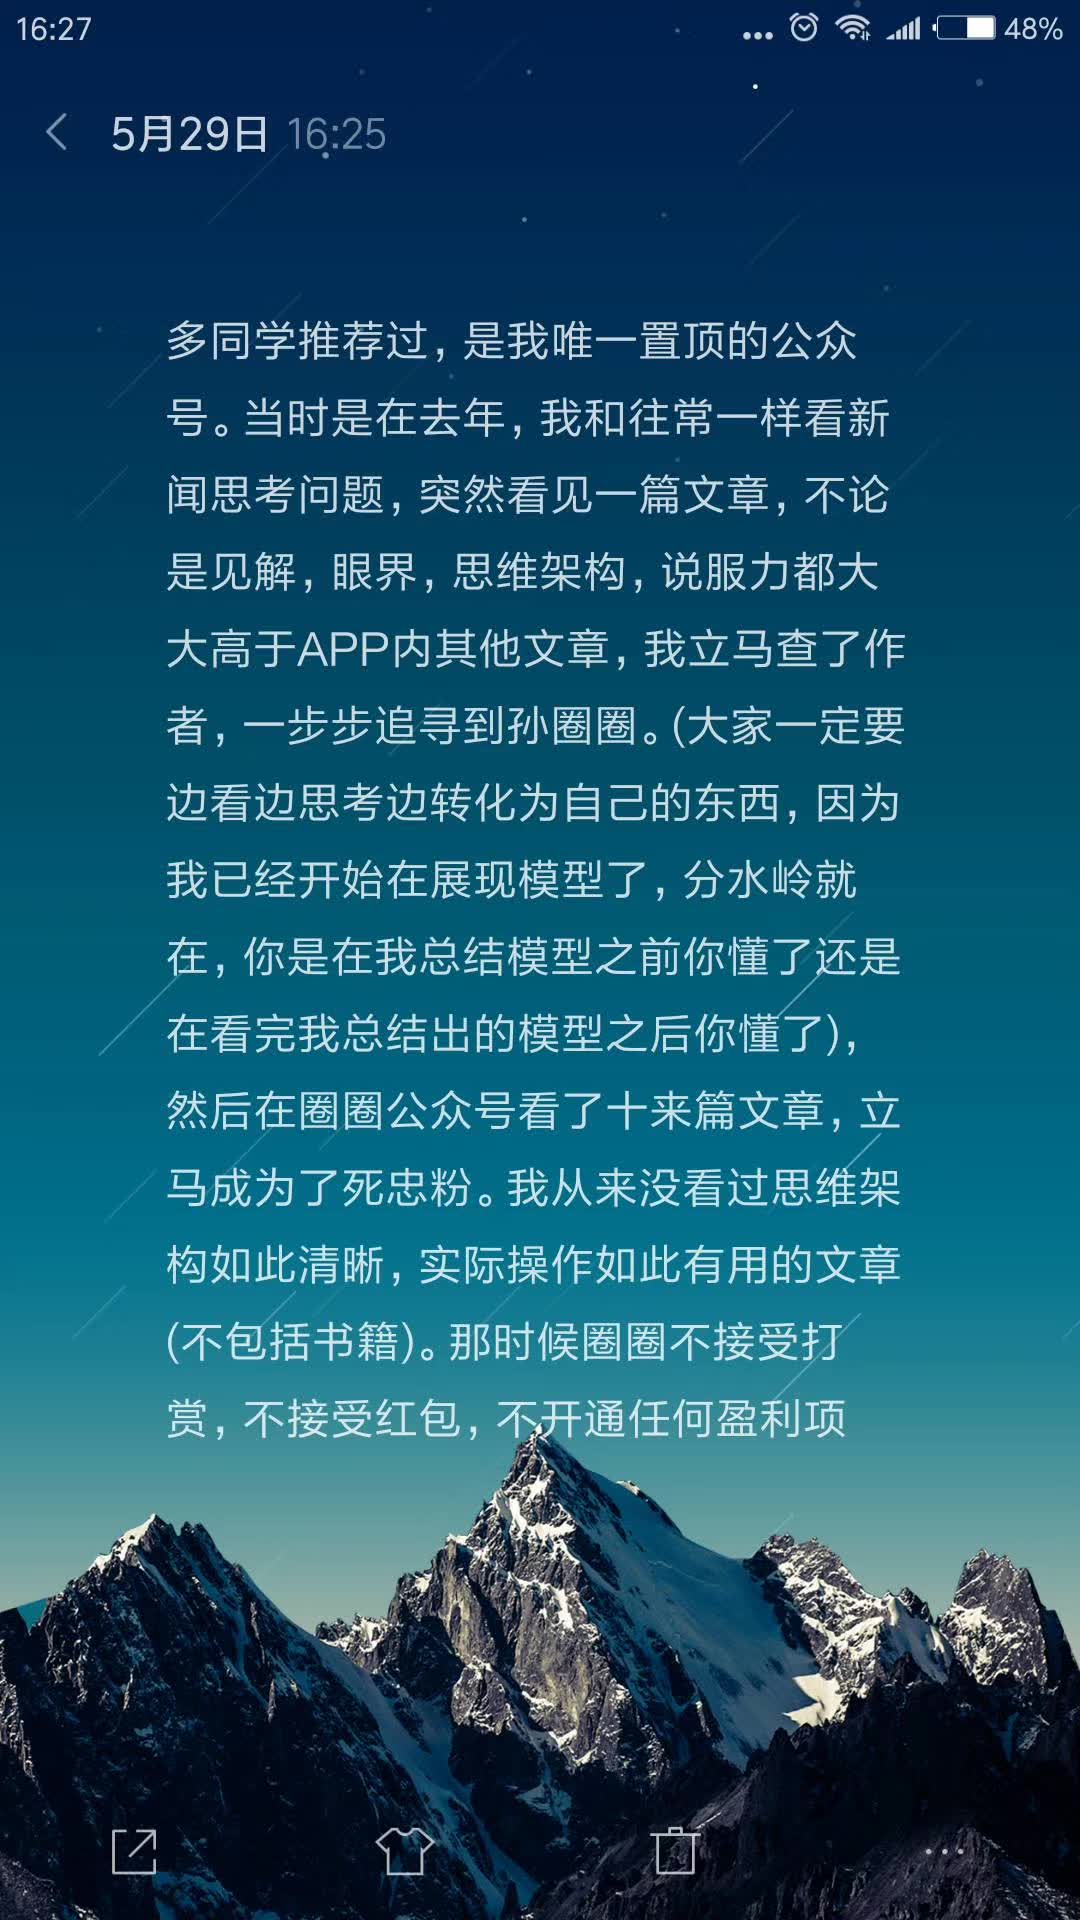 16:27
48%
5月29日 16:25
多同学推荐过，是我唯一置顶的公众
号。当时是在去年，我和往常一样看新
闻思考问题，突然看见一篇文章，不论
是见解，眼界，思维架构，说服力都大
大高于APP内其他文章，我立马查了作
者，一步步追寻到孙圈圈。(大家一定要
边看边思考边转化为自己的东西，因为
我已经开始在展现模型了，分水岭就
在，你是在我总结模型之前你懂了还是
在看完我总结出的模型之后你懂了)，
然后在圈圈公众号看了十来篇文章，立
马成为了死忠粉。我从来没看过思维架
构如此清晰，实际操作如此有用的文章
(不包括书籍)。那时候圈圈不接受打
赏，不接受红包，不开通任何盈利项